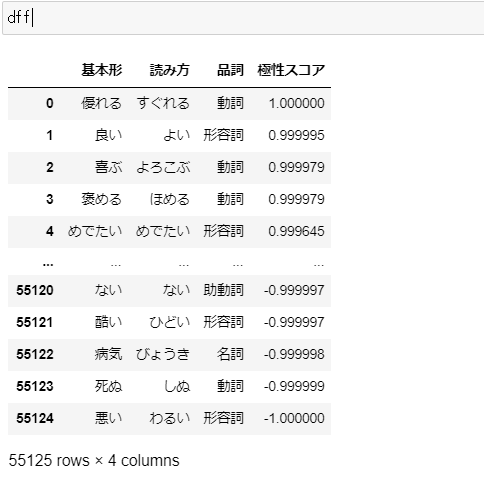 dff
基本形 読み方 品詞 極性スコア
0 優れる すぐれる 動詞 1.000000
1 良い よい 形容詞 0.999995
2 喜ぶ よろこぶ 動詞 0.999979
3 褒める ほめる 動詞 0.999979
4 めでたい めでたい 形容詞 0.999645
... ... ... ... ...
55120 ない ない 助動詞 -0.999997
55121 酷い ひどい 形容詞 -0.999997
55122 病気 びょうき 名詞 -0.999998
55123 死ぬ しぬ 動詞 -0.999999
55124 悪い わるい 形容詞 -1.000000
55125 rows × 4 columns